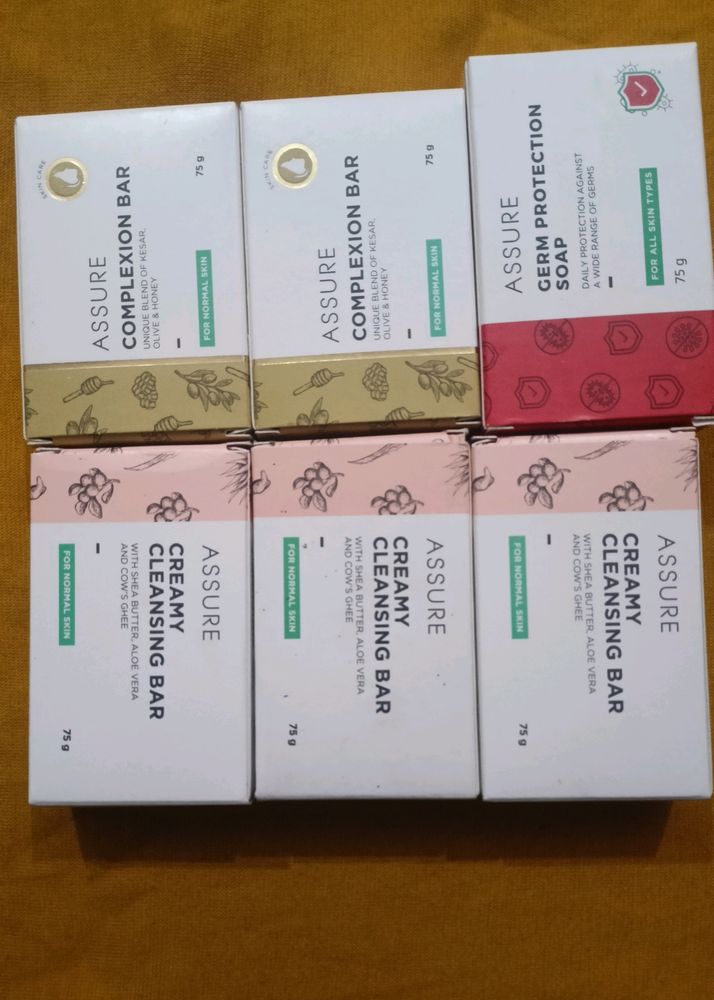 SKIN CARE
ASSURE
COMPLEXION BAR
UNIQUE BLEND OF KESAR,
OLIVE & HONEY
FOR NORMAL SKIN
75 g
SKIN CARE
ASSURE
COMPLEXION BAR
UNIQUE BLEND OF KESAR,
OLIVE & HONEY
FOR NORMAL SKIN
75 g
ASSURE
GERM PROTECTION
SOAP
DAILY PROTECTION AGAINST
A WIDE RANGE OF GERMS
FOR ALL SKIN TYPES
75 g
ASSURE
CREAMY
CLEANSING BAR
WITH SHEA BUTTER, ALOE VERA
AND COW'S GHEE
FOR NORMAL SKIN
75 g
ASSURE
CREAMY
CLEANSING BAR
WITH SHEA BUTTER, ALOE VERA
AND COW'S GHEE
FOR NORMAL SKIN
75 g
ASSURE
CREAMY
CLEANSING BAR
WITH SHEA BUTTER, ALOE VERA
AND COW'S GHEE
FOR NORMAL SKIN
75 g